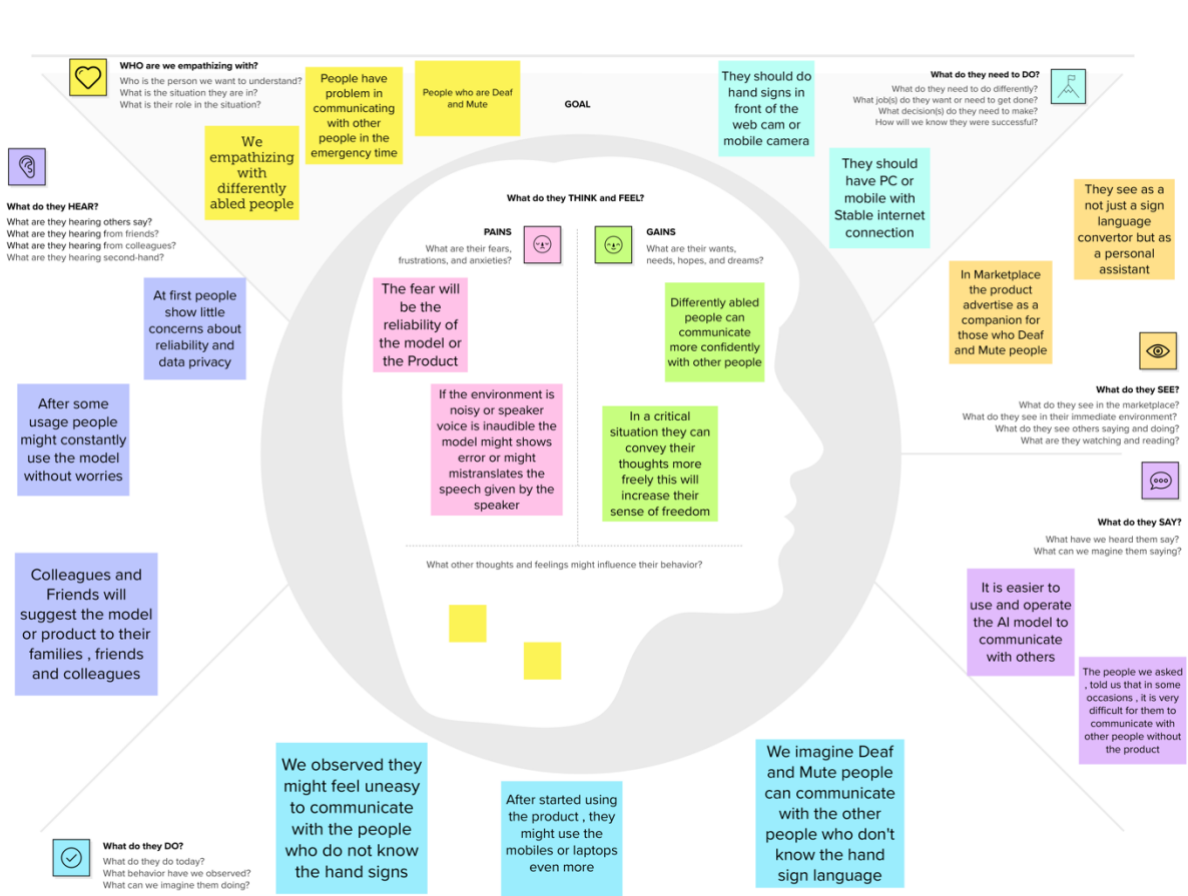 WHO are we empathizing with?
Who is the person we want to understand?
What is the situation they are in?
What is their role in the situation?
We
empathizing
with
differently
abled people
People have
problem in
communicating
with other
people in the
emergency time
People who are Deaf
and Mute
GOAL
They should do
hand signs in
front of the
web cam or
mobile camera
They should
have PC or
mobile with
Stable internet
connection
What do they need to DO?
What do they need to do differently?
What job(s) do they want or need to get done?
What decision(s) do they need to make?
How will we know they were successful?
What do they HEAR?
What are they hearing others say?
What are they hearing from friends?
What are they hearing from colleagues?
What are they hearing second-hand?
At first people
show little
concerns about
reliability and
data privacy
After some
usage people
might constantly
use the model
without worries
Colleagues and
Friends will
suggest the model
or product to their
families , friends
and colleagues
What do they THINK and FEEL?
PAINS
What are their fears,
frustrations, and anxieties?
The fear will
be the
reliability of
the model or
the Product
If the environment is
noisy or speaker
voice is inaudible the
model might shows
error or might
mistranslates the
speech given by the
speaker
GAINS
What are their wants,
needs, hopes, and dreams?
Differently abled
people can
communicate
more confidently
with other people
In a critical
situation they can
convey their
thoughts more
freely this will
increase their
sense of freedom
What other thoughts and feelings might influence their behavior?
They see as a
not just a sign
language
convertor but as
a personal
assistant
In Marketplace
the product
advertise as a
companion for
those who Deaf
and Mute people
What do they SEE?
What do they see in the marketplace?
What do they see in their immediate environment?
What do they see others saying and doing?
What are they watching and reading?
What do they SAY?
What have we heard them say?
What can we magine them saying?
It is easier to
use and operate
the AI model to
communicate
with others
The people we asked
, told us that in some
occasions , it is very
difficult for them to
communicate with
other people without
the product
What do they DO?
What do they do today?
What behavior have we observed?
What can we imagine them doing?
We observed they
might feel uneasy
to communicate
with the people
who do not know
the hand signs
After started using
the product , they
might use the
mobiles or laptops
even more
We imagine Deaf
and Mute people
can communicate
with the other
people who don't
know the hand
sign language